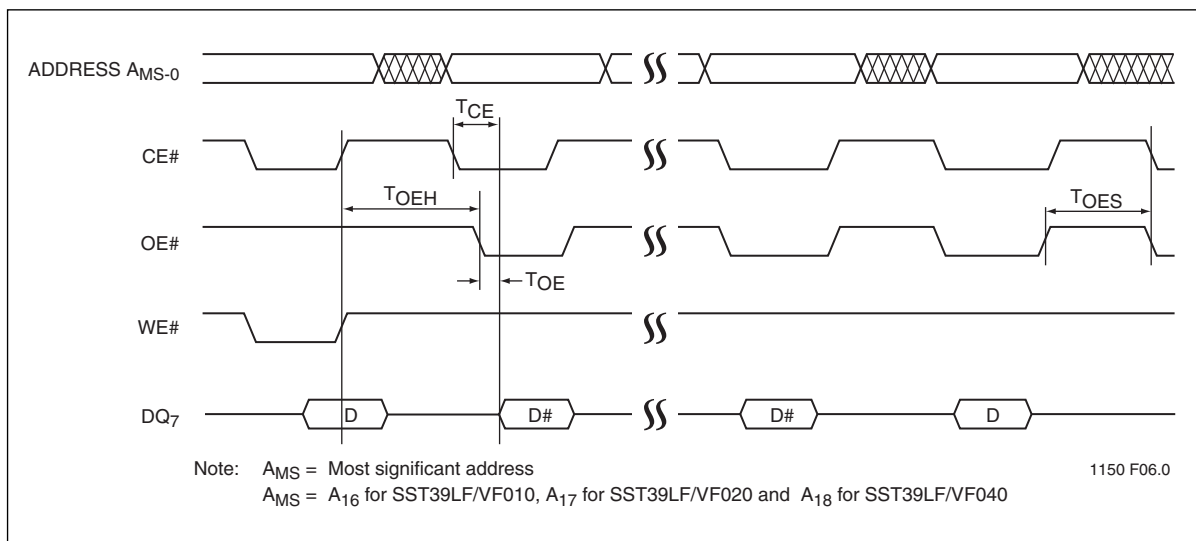 ADDRESS AMS-0
TCE
CE#
TOEH
TOES
OE#
TOE
WE#
DQ7
D
D#
D#
D
Note: AMS = Most significant address
1150 F06.0
AMS = A16 for SST39LF/VF010, A17 for SST39LF/VF020 and A18 for SST39LF/VF040